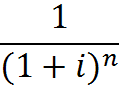 1
(1 + i)ⁿ